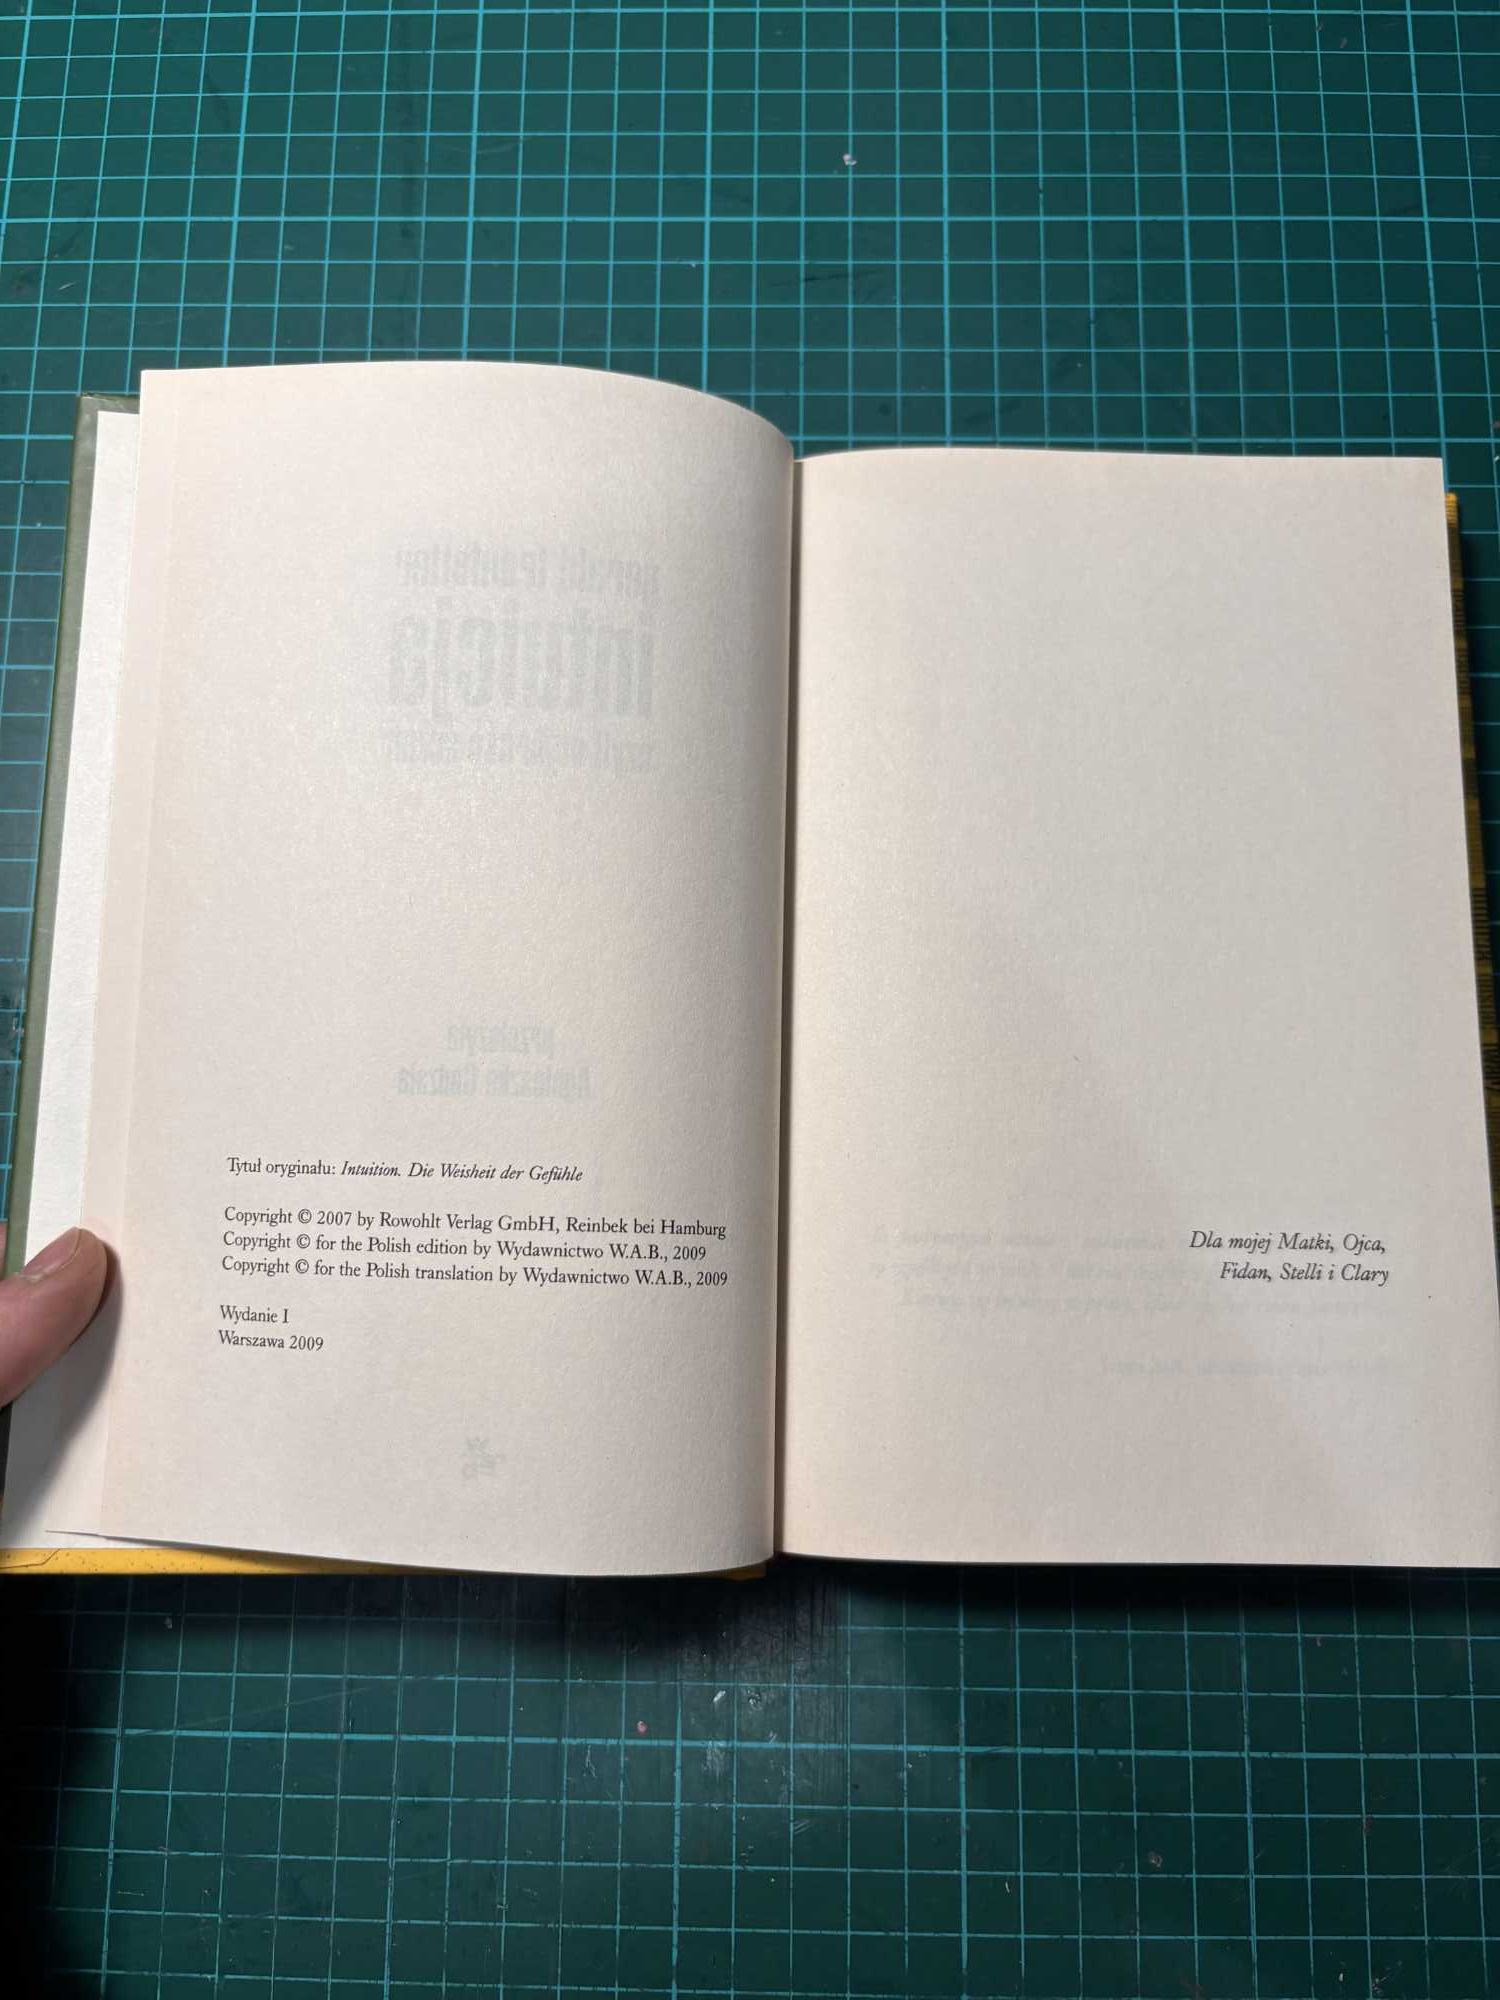 Tytuł oryginału: Intuition. Die Weisheit der Gefühle
Copyright © 2007 by Rowohlt Verlag GmbH, Reinbek bei Hamburg
Copyright © for the Polish edition by Wydawnictwo W.A.B., 2009
Copyright © for the Polish translation by Wydawnictwo W.A.B., 2009
Wydanie I
Warszawa 2009
Dla mojej Matki, Ojca,
Fidan, Stelli i Clary